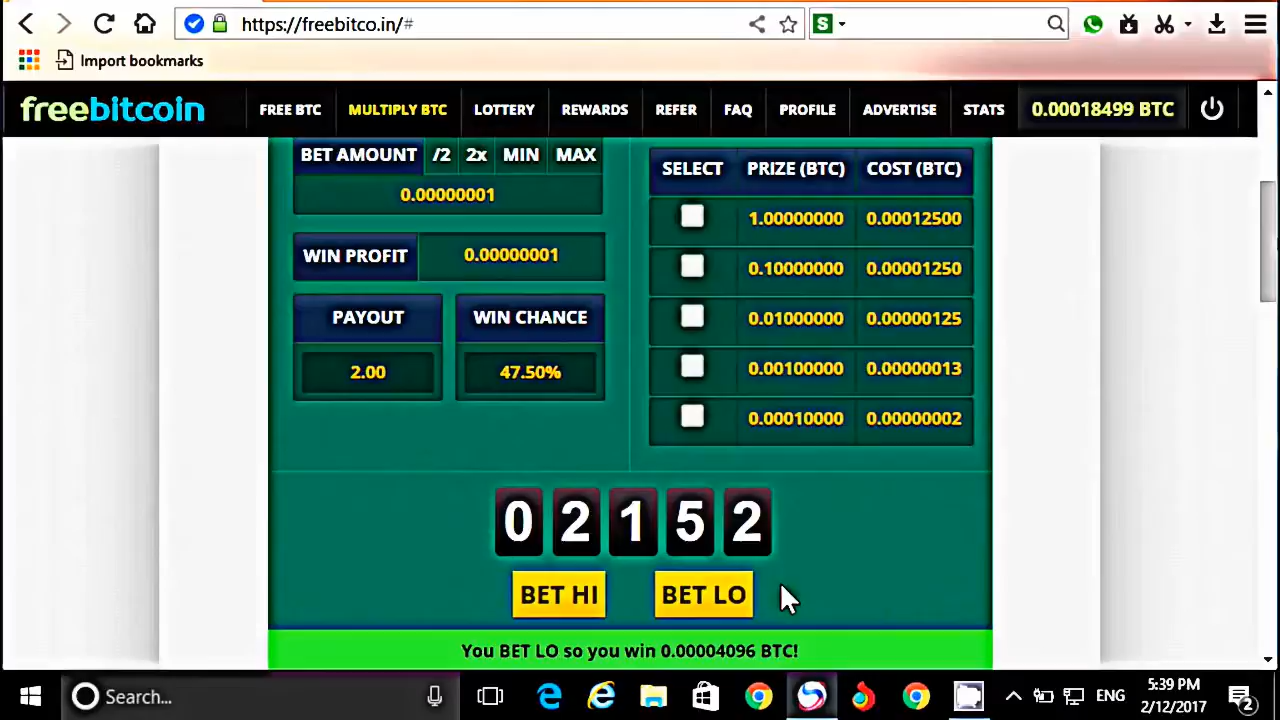 https://freebitco.in/#
S
Import bookmarks
freebitcoin FREE BTC MULTIPLY BTC LOTTERY REWARDS REFER FAQ PROFILE ADVERTISE STATS 0.00018499 BTC
BET AMOUNT /2 2x MIN MAX
0.00000001
WIN PROFIT 0.00000001
PAYOUT WIN CHANCE
2.00 47.50%
SELECT PRIZE (BTC) COST (BTC)
1.00000000 0.00012500
0.10000000 0.00001250
0.01000000 0.00000125
0.00100000 0.00000013
0.00010000 0.00000002
0 2 1 5 2
BET HI BET LO
You BET LO so you win 0.00004096 BTC!
Search... ENG 5:39 PM
2/12/2017 2